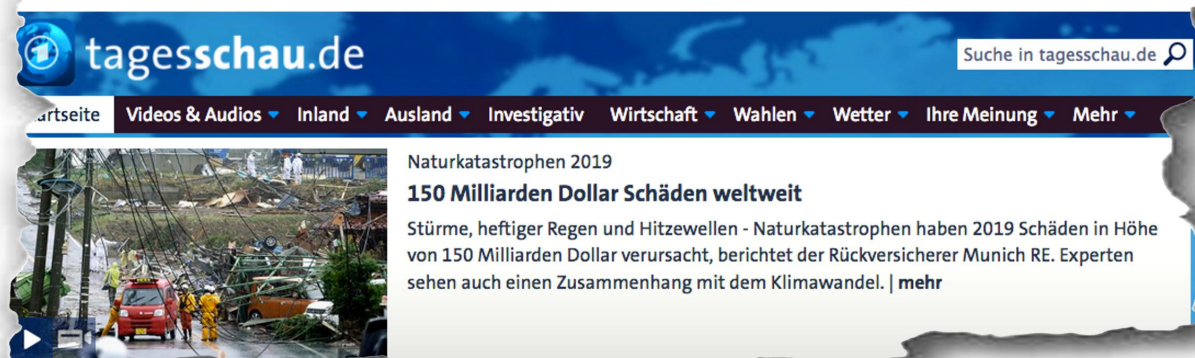 tagesschau.de
Suche in tagesschau.de
Videos & Audios Inland Ausland Investigativ Wirtschaft Wahlen Wetter Ihre Meinung Mehr
Naturkatastrophen 2019
150 Milliarden Dollar Schäden weltweit
Stürme, heftiger Regen und Hitzewellen - Naturkatastrophen haben 2019 Schäden in Höhe
von 150 Milliarden Dollar verursacht, berichtet der Rückversicherer Munich RE. Experten
sehen auch einen Zusammenhang mit dem Klimawandel. | mehr